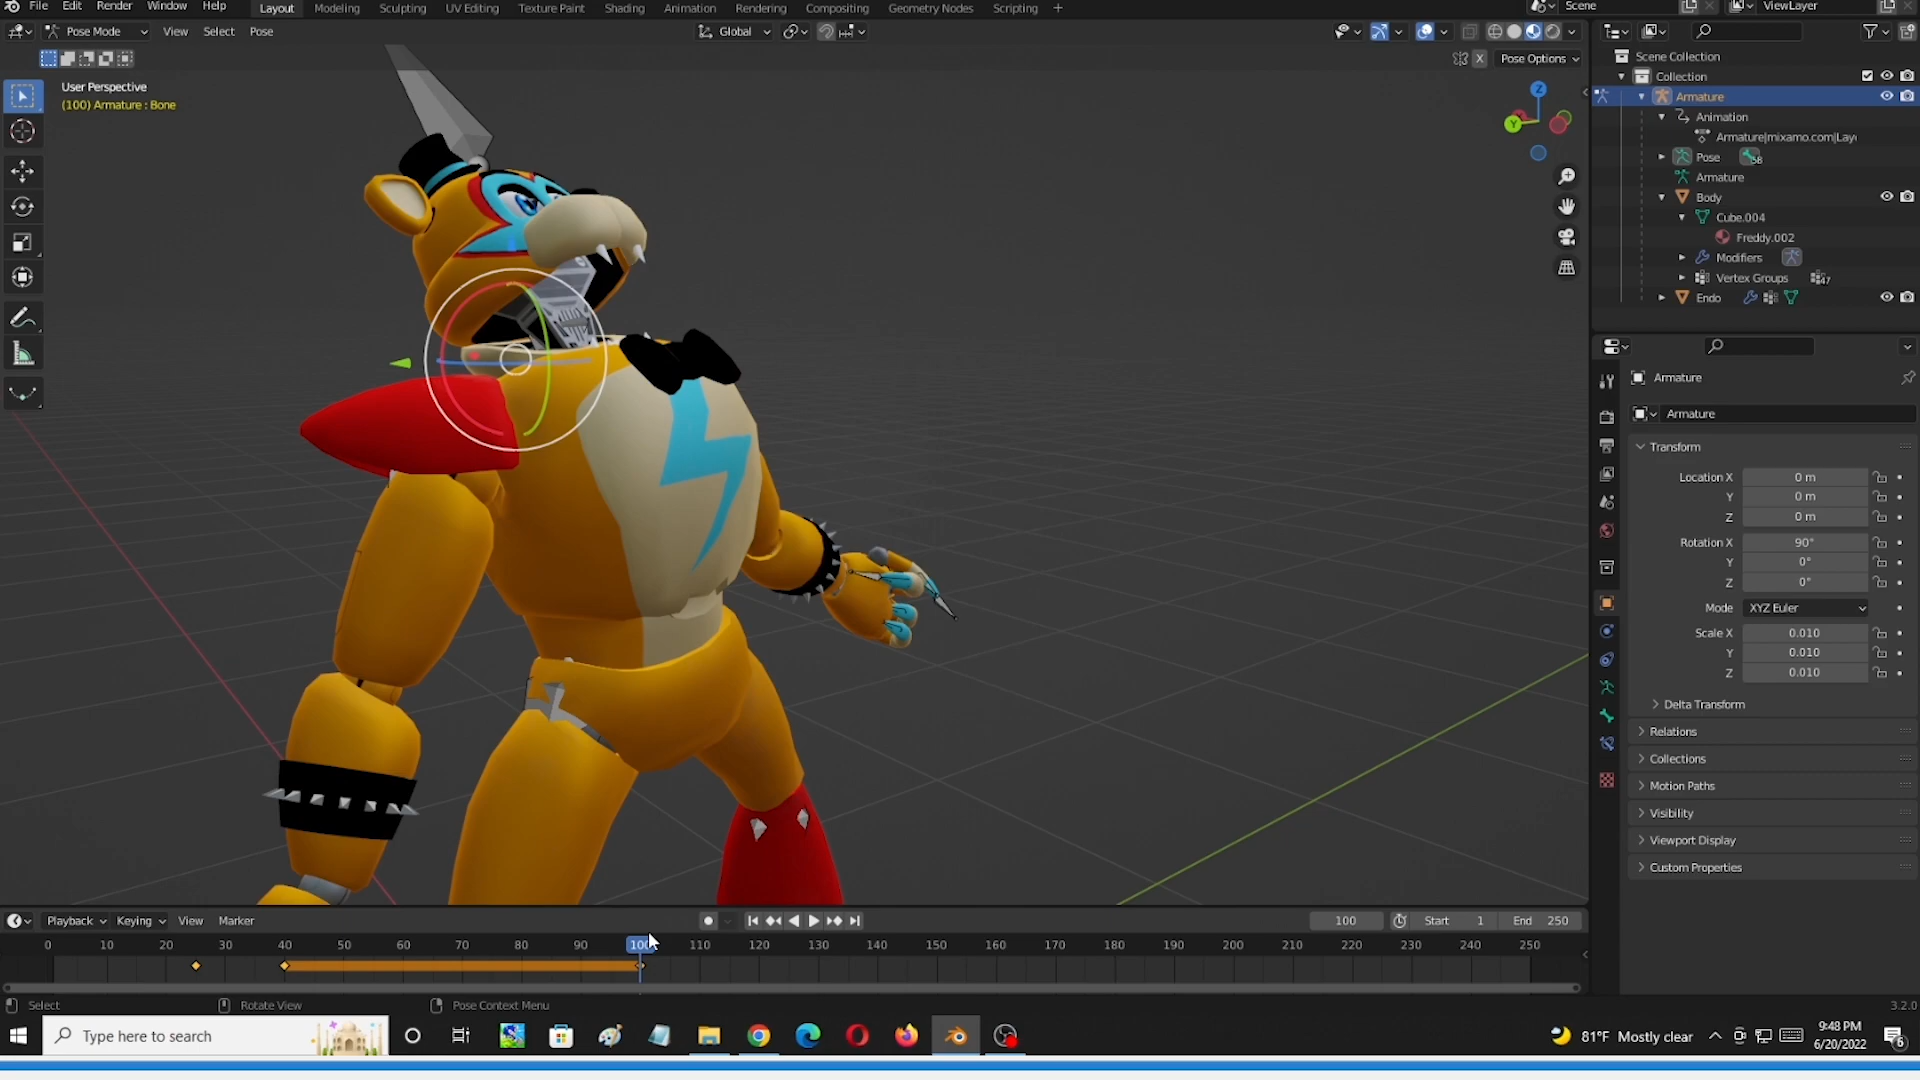 File Edit Render Window Help Layout Modeling Sculpting UV Editing Texture Paint Shading Animation Rendering Compositing Geometry Nodes Scripting + Scene ViewLayer
Pose Mode View Select Pose Global
X Pose Options
User Perspective
(100) Armature : Bone
Z
Y
Scene Collection
Collection
Armature
Animation
Armature|mixamo.com|Lay
Pose 58
Armature
Body
Cube.004
Freddy.002
Modifiers
Vertex Groups 47
Endo
Armature
Armature
Transform
Location X 0 m
Y 0 m
Z 0 m
Rotation X 90°
Y 0°
Z 0°
Mode XYZ Euler
Scale X 0.010
Y 0.010
Z 0.010
Delta Transform
Relations
Collections
Motion Paths
Visibility
Viewport Display
Custom Properties
Playback Keying View Marker 100 Start 1 End 250
0 10 20 30 40 50 60 70 80 90 100 110 120 130 140 150 160 170 180 190 200 210 220 230 240 250
Select Rotate View Pose Context Menu 3.2.0
Type here to search 81°F Mostly clear 9:48 PM
6/20/2022
6